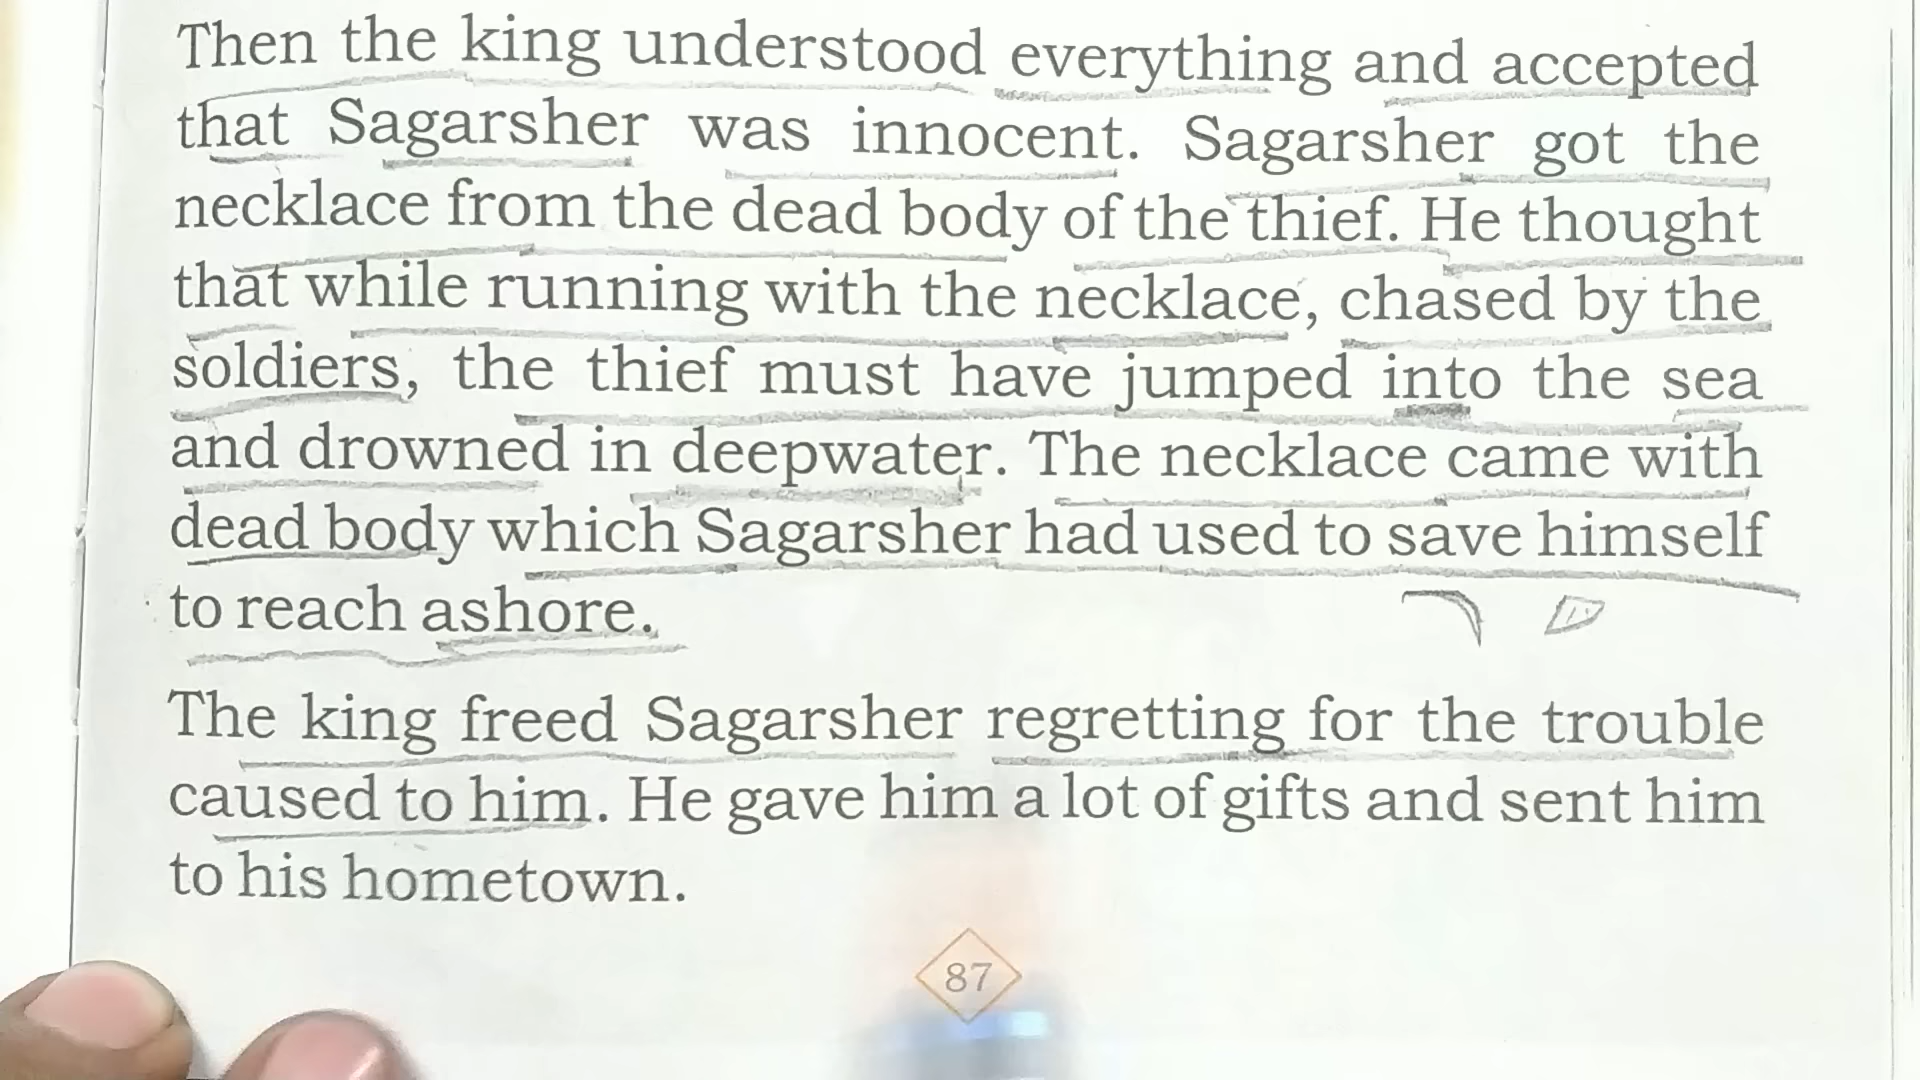 Then the king understood everything and accepted
that Sagarsher was innocent. Sagarsher got the
necklace from the dead body of the thief. He thought
that while running with the necklace, chased by the
soldiers, the thief must have jumped into the sea
and drowned in deepwater. The necklace came with
dead body which Sagarsher had used to save himself
to reach ashore.
The king freed Sagarsher regretting for the trouble
caused to him. He gave him a lot of gifts and sent him
to his hometown.
87